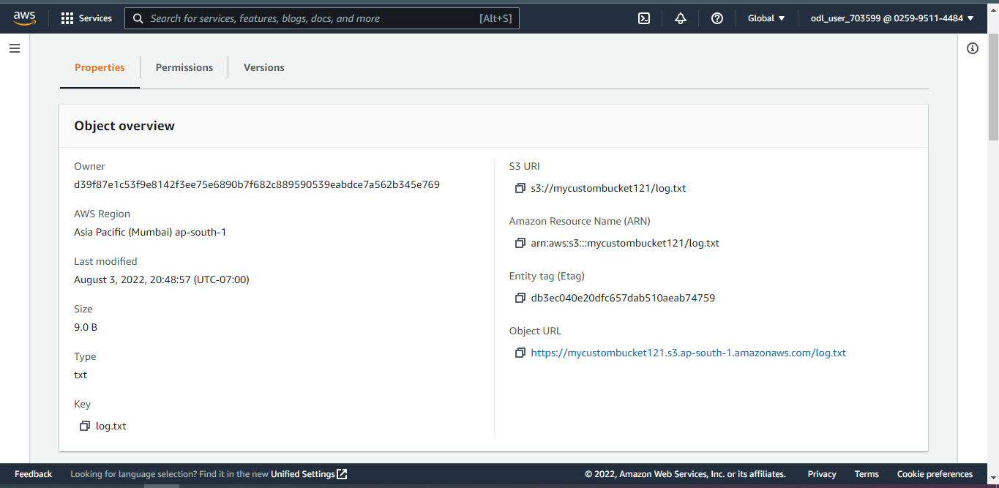 aws
Services
Search for services, features, blogs, docs, and more [Alt+S]
Global
odl_user_703599 @ 0259-9511-4484
Properties
Permissions
Versions
Object overview
Owner
d39f87e1c53f9e8142f3ee75e6890b7f682c889590539eabdce7a562b345e769
AWS Region
Asia Pacific (Mumbai) ap-south-1
Last modified
August 3, 2022, 20:48:57 (UTC-07:00)
Size
9.0 B
Type
txt
Key
log.txt
S3 URI
s3://mycustombucket121/log.txt
Amazon Resource Name (ARN)
arn:aws:s3:::mycustombucket121/log.txt
Entity tag (Etag)
db3ec040e20dfc657dab510aeab74759
Object URL
https://mycustombucket121.s3.ap-south-1.amazonaws.com/log.txt
Feedback
Looking for language selection? Find it in the new Unified Settings
© 2022, Amazon Web Services, Inc. or its affiliates.
Privacy
Terms
Cookie preferences